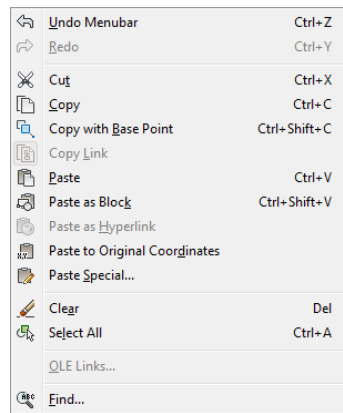 Undo Menubar Ctrl+Z
Redo Ctrl+Y
Cut Ctrl+X
Copy Ctrl+C
Copy with Base Point Ctrl+Shift+C
Copy Link
Paste Ctrl+V
Paste as Block Ctrl+Shift+V
Paste as Hyperlink
Paste to Original Coordinates
Paste Special...
Clear Del
Select All Ctrl+A
OLE Links...
Find...